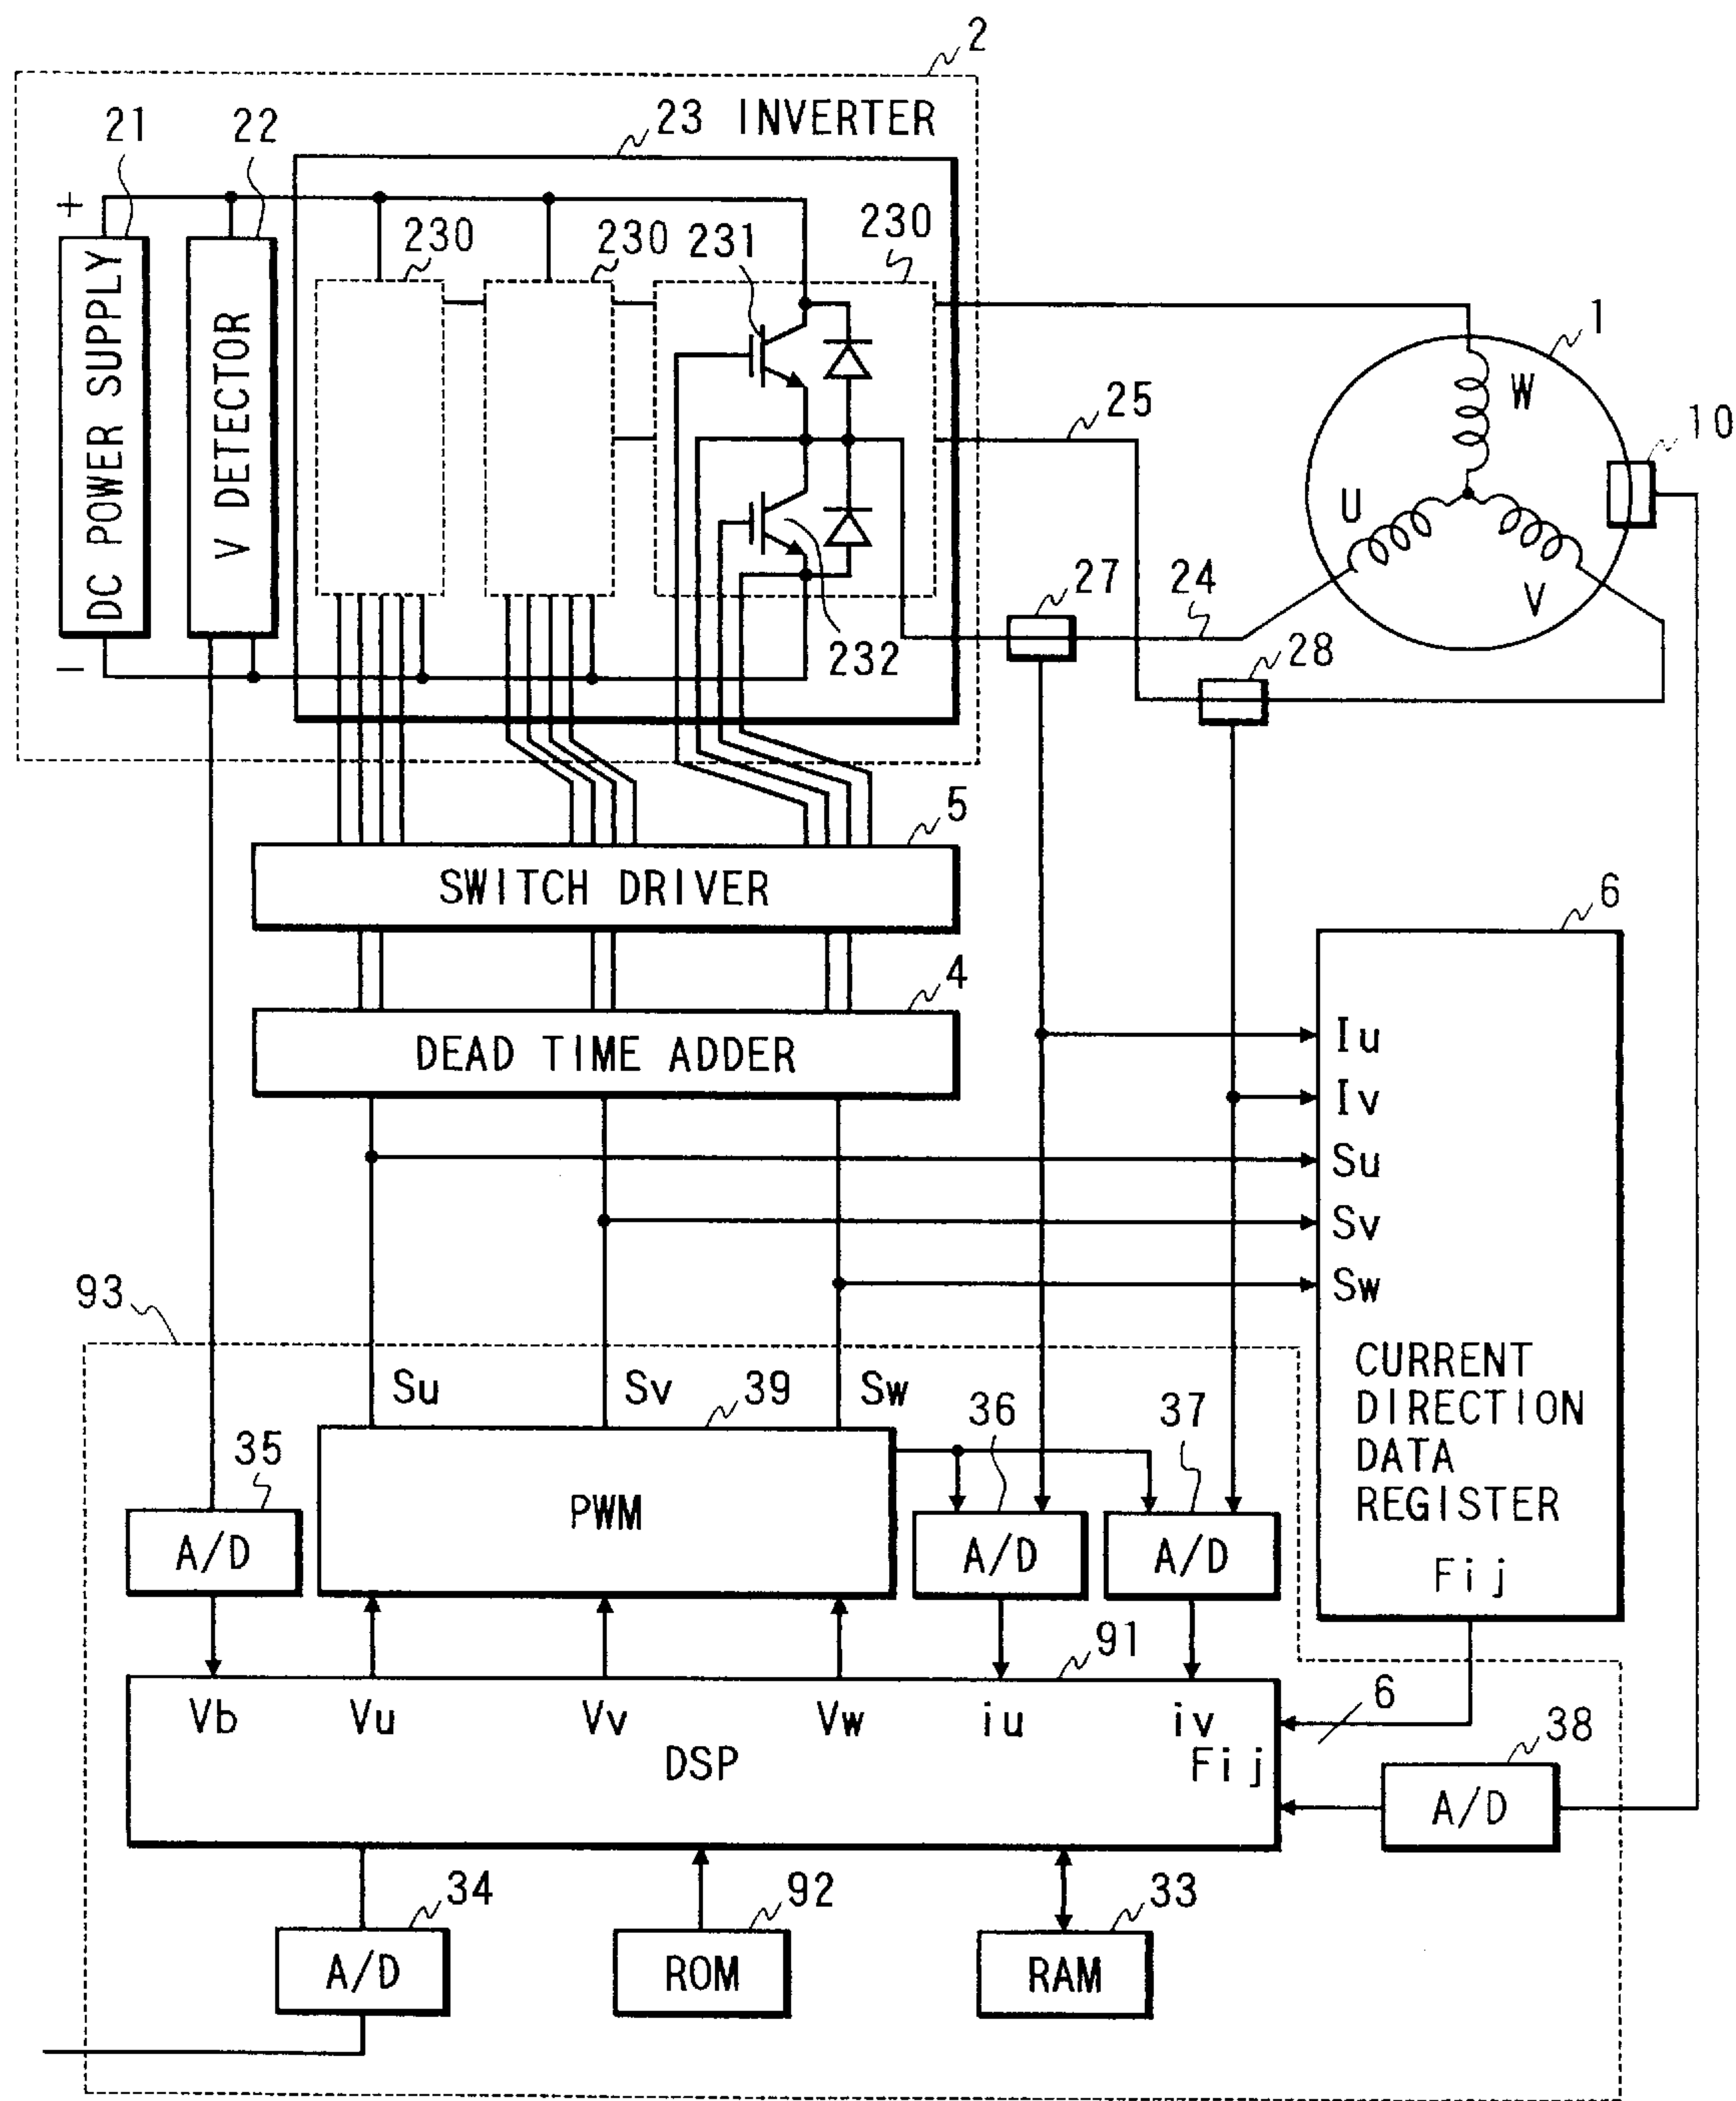 2
23 INVERTER
21
22
+
230
230
231
230
DC POWER SUPPLY
V DETECTOR
1
W
10
25
U
V
27
24
28
232
−
5
SWITCH DRIVER
6
4
DEAD TIME ADDER
Iu
Iv
Su
Sv
Sw
93
CURRENT
DIRECTION
DATA
REGISTER
Fij
Su
Sv
Sw
39
36
37
35
PWM
A/D
A/D
A/D
91
6
38
Vb
Vu
Vv
Vw
iu
iv
DSP
Fij
A/D
34
92
33
A/D
ROM
RAM